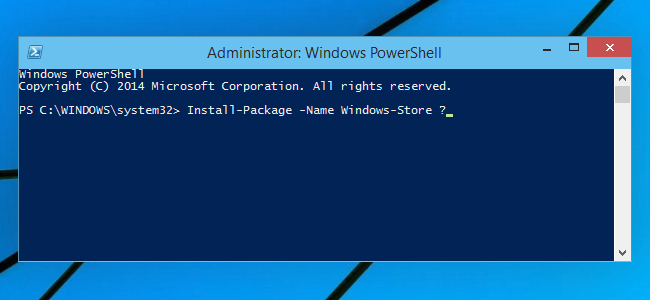 Administrator: Windows PowerShell
Windows PowerShell
Copyright (C) 2014 Microsoft Corporation. All rights reserved.
PS C:\WINDOWS\system32> Install-Package -Name Windows-Store ?